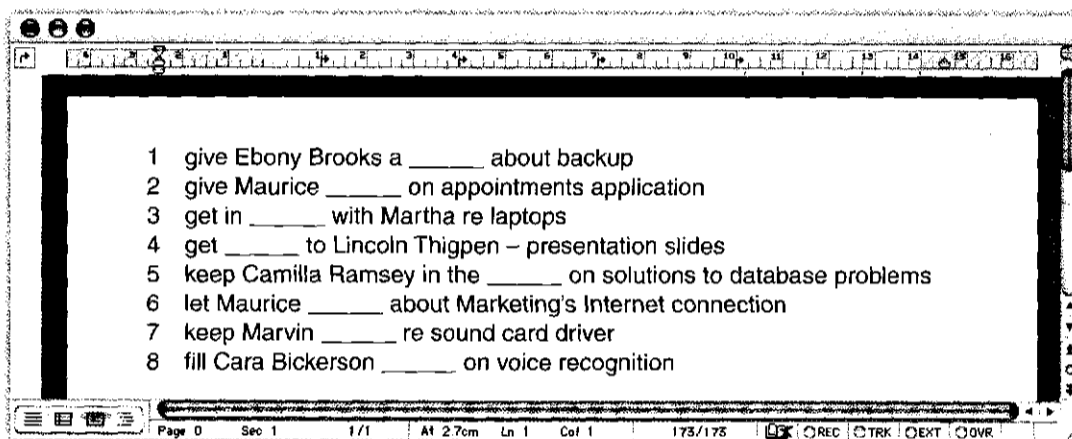 1 give Ebony Brooks a ______ about backup
2 give Maurice ______ on appointments application
3 get in ______ with Martha re laptops
4 get ______ to Lincoln Thigpen – presentation slides
5 keep Camilla Ramsey in the ______ on solutions to database problems
6 let Maurice ______ about Marketing's Internet connection
7 keep Marvin ______ re sound card driver
8 fill Cara Bickerson ______ on voice recognition
Page 0 Sec 1 1/1 At 2.7cm Ln 1 Col 1 173/173 REC TRK EXT OVR